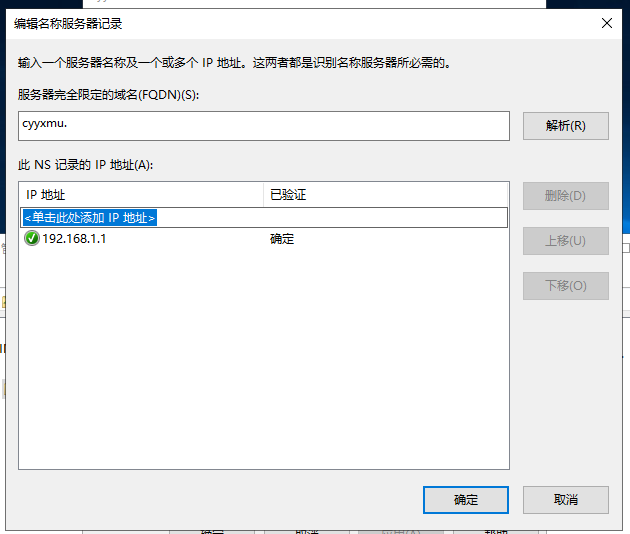 编辑名称服务器记录
输入一个服务器名称及一个或多个 IP 地址。这两者都是识别名称服务器所必需的。
服务器完全限定的域名(FQDN)(S):
cyyxmu.
解析(R)
此 NS 记录的 IP 地址(A):
IP 地址 已验证
删除(D)
<单击此处添加 IP 地址>
192.168.1.1 确定
上移(U)
下移(O)
确定 取消